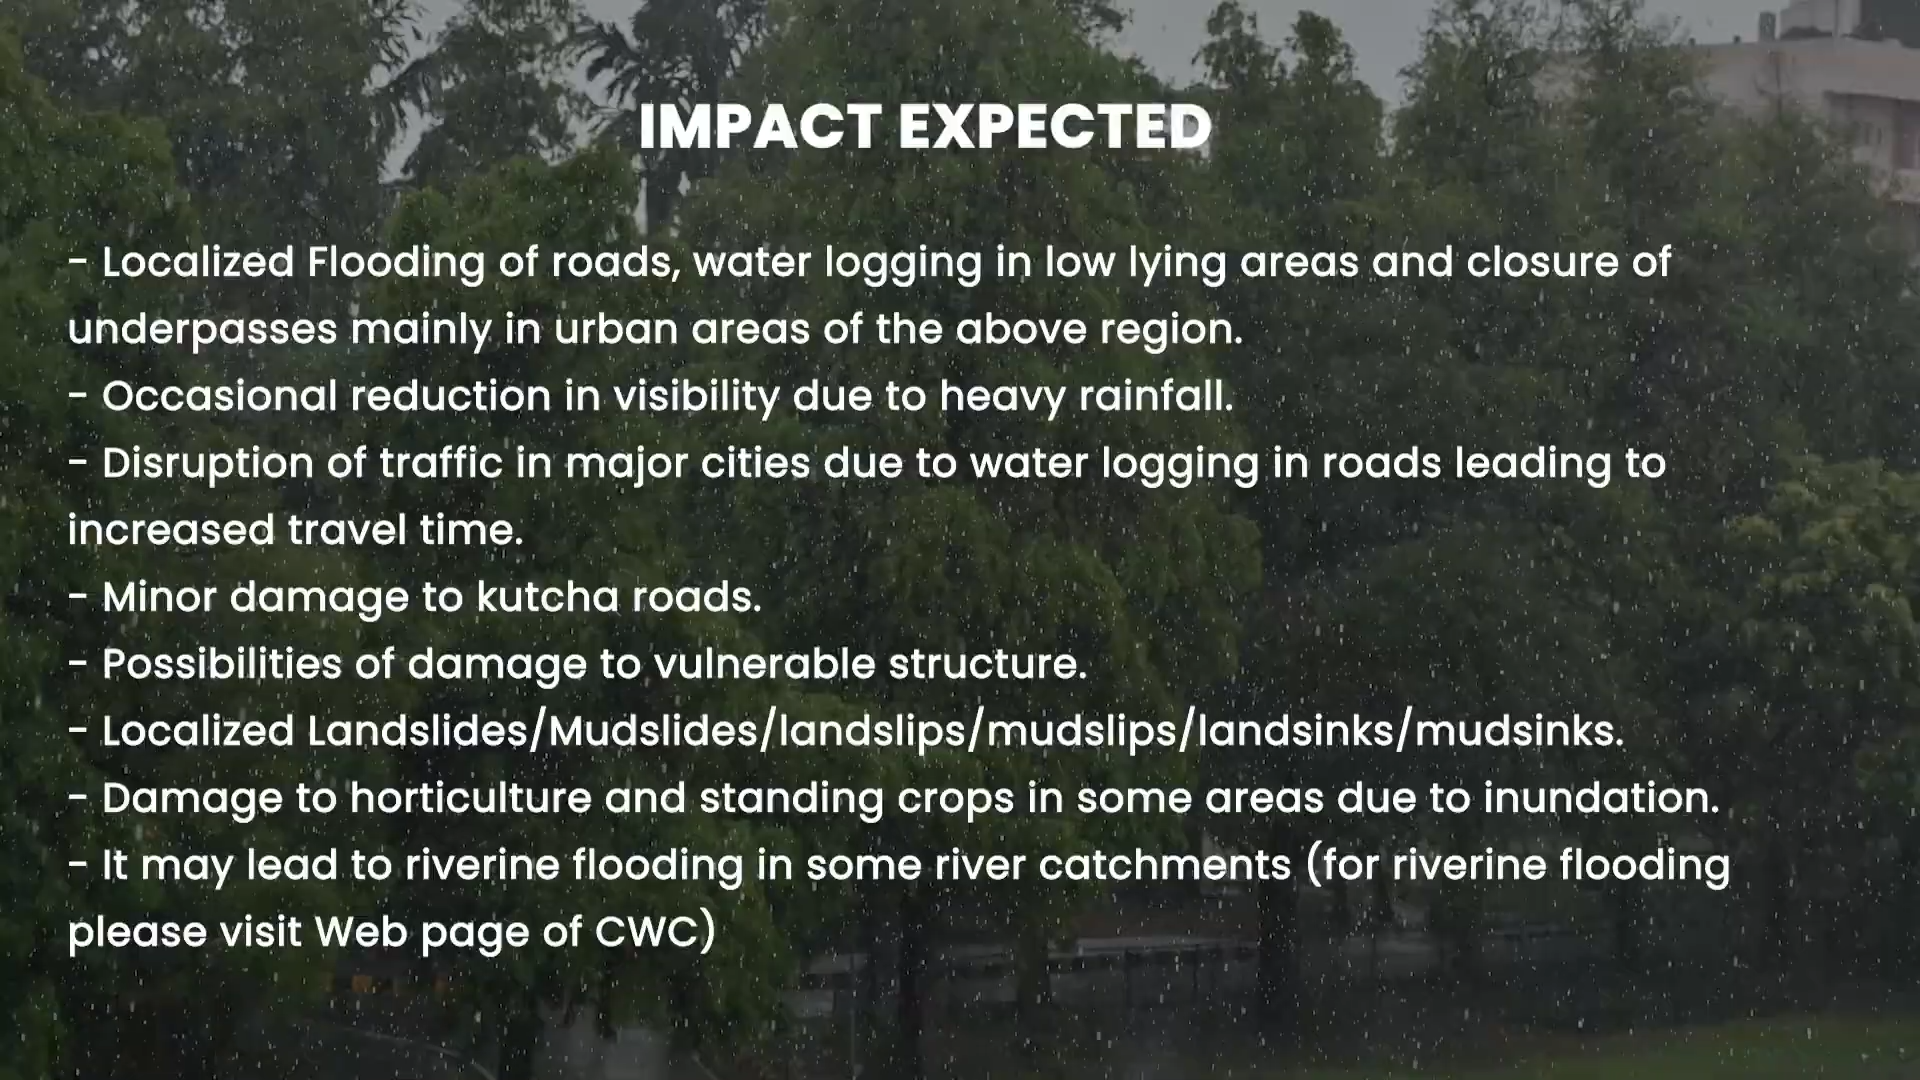 IMPACT EXPECTED
- Localized Flooding of roads, water logging in low lying areas and closure of
underpasses mainly in urban areas of the above region.
- Occasional reduction in visibility due to heavy rainfall.
- Disruption of traffic in major cities due to water logging in roads leading to
increased travel time.
- Minor damage to kutcha roads.
- Possibilities of damage to vulnerable structure.
- Localized Landslides/Mudslides/landslips/mudslips/landsinks/mudsinks.
- Damage to horticulture and standing crops in some areas due to inundation.
- It may lead to riverine flooding in some river catchments (for riverine flooding
please visit Web page of CWC)